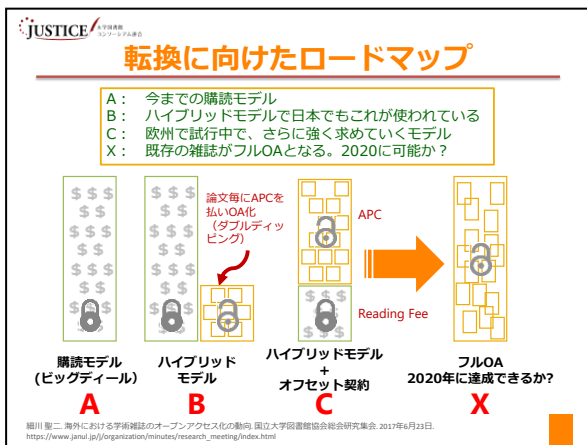 JUSTICE 大学図書館
コンソーシアム連合
転換に向けたロードマップ
A： 今までの購読モデル
B： ハイブリッドモデルで日本でもこれが使われている
C： 欧州で試行中で、さらに強く求めていくモデル
X： 既存の雑誌がフルOAとなる。2020に可能か？
論文毎にAPCを
払いOA化
（ダブルディッ
ピング）
APC
Reading Fee
購読モデル
(ビッグディール)
A
ハイブリッド
モデル
B
ハイブリッドモデル
+
オフセット契約
C
フルOA
2020年に達成できるか?
X
細川 聖二. 海外における学術雑誌のオープンアクセス化の動向. 国立大学図書館協会総会研究集会. 2017年6月23日.
https://www.janul.jp/j/organization/minutes/research_meeting/index.html